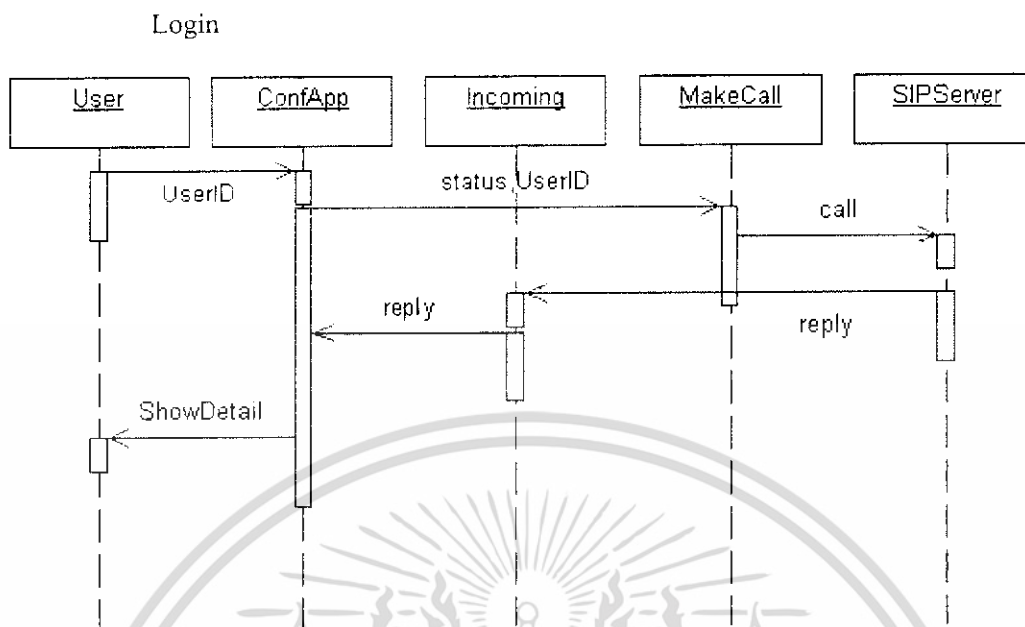 Login
User
ConfApp
Incoming
MakeCall
SIPServer
UserID
status,UserID
call
reply
reply
ShowDetail